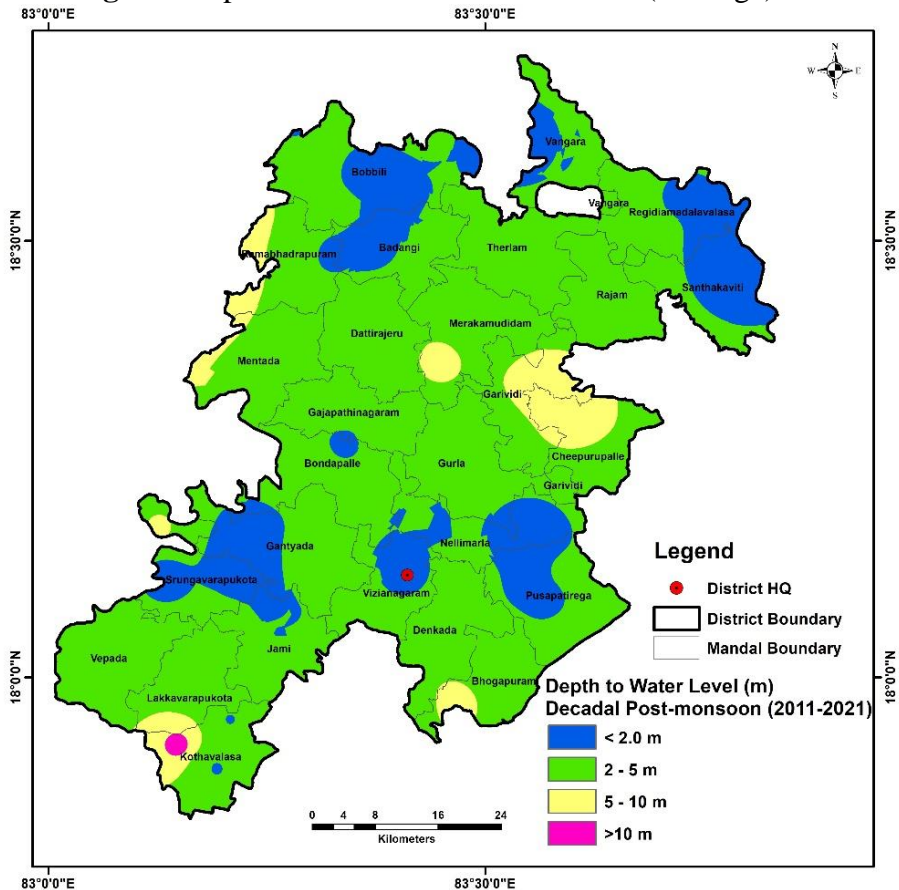 83°0'0"E 83°30'0"E
N
W E
S
Vangara
Bobbili
Vangara
Regidiamadalavalasa
18°30'0"N 18°30'0"N
Badangi
Therlam
Ramabhadrapuram
Santhakaviti
Rajam
Merakamudidam
Dattirajeru
Mentada
Garividi
Gajapathinagaram
Cheepurupalle
Bondapalle
Gurla
Garividi
Gantyada
Nellimarla
Legend
Srungavarapukota
District HQ
Vizianagaram
Pusapatirega
District Boundary
Denkada
Jami
Mandal Boundary
Vepada
18°0'0"N 18°0'0"N
Bhogapuram
Depth to Water Level (m)
Lakkavarapukota
Decadal Post-monsoon (2011-2021)
< 2.0 m
Kothavalasa
2 - 5 m
5 - 10 m
0 4 8 16 24
>10 m
Kilometers
83°0'0"E 83°30'0"E